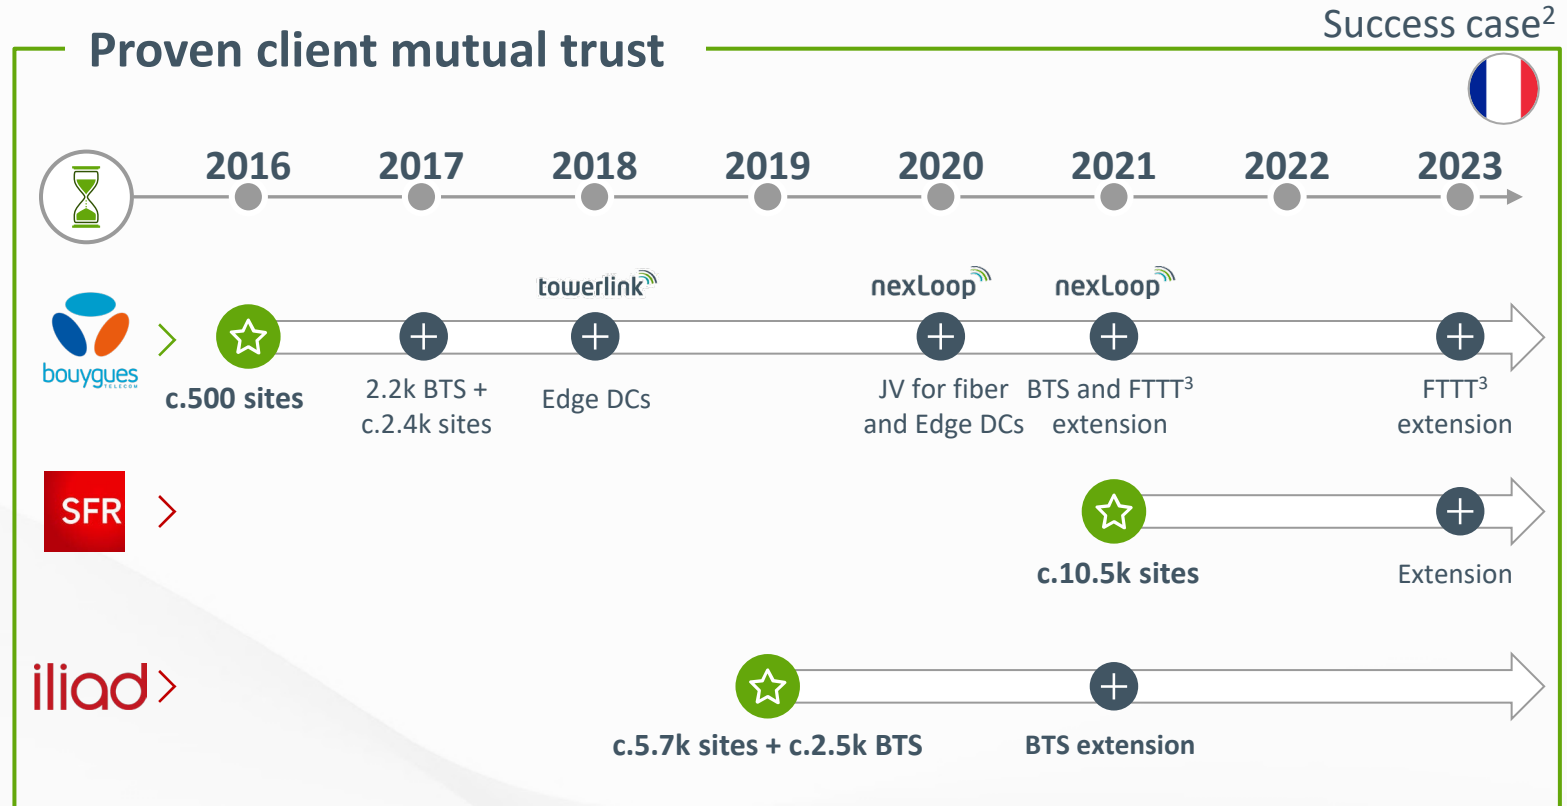 Success case²
Proven client mutual trust
2016 2017 2018 2019 2020 2021 2022 2023
towerlink nexLoop nexLoop
bouygues
TELECOM
c.500 sites
2.2k BTS +
c.2.4k sites
Edge DCs
JV for fiber
and Edge DCs
BTS and FTTT³
extension
FTTT³
extension
SFR
c.10.5k sites
Extension
iliad
c.5.7k sites + c.2.5k BTS
BTS extension